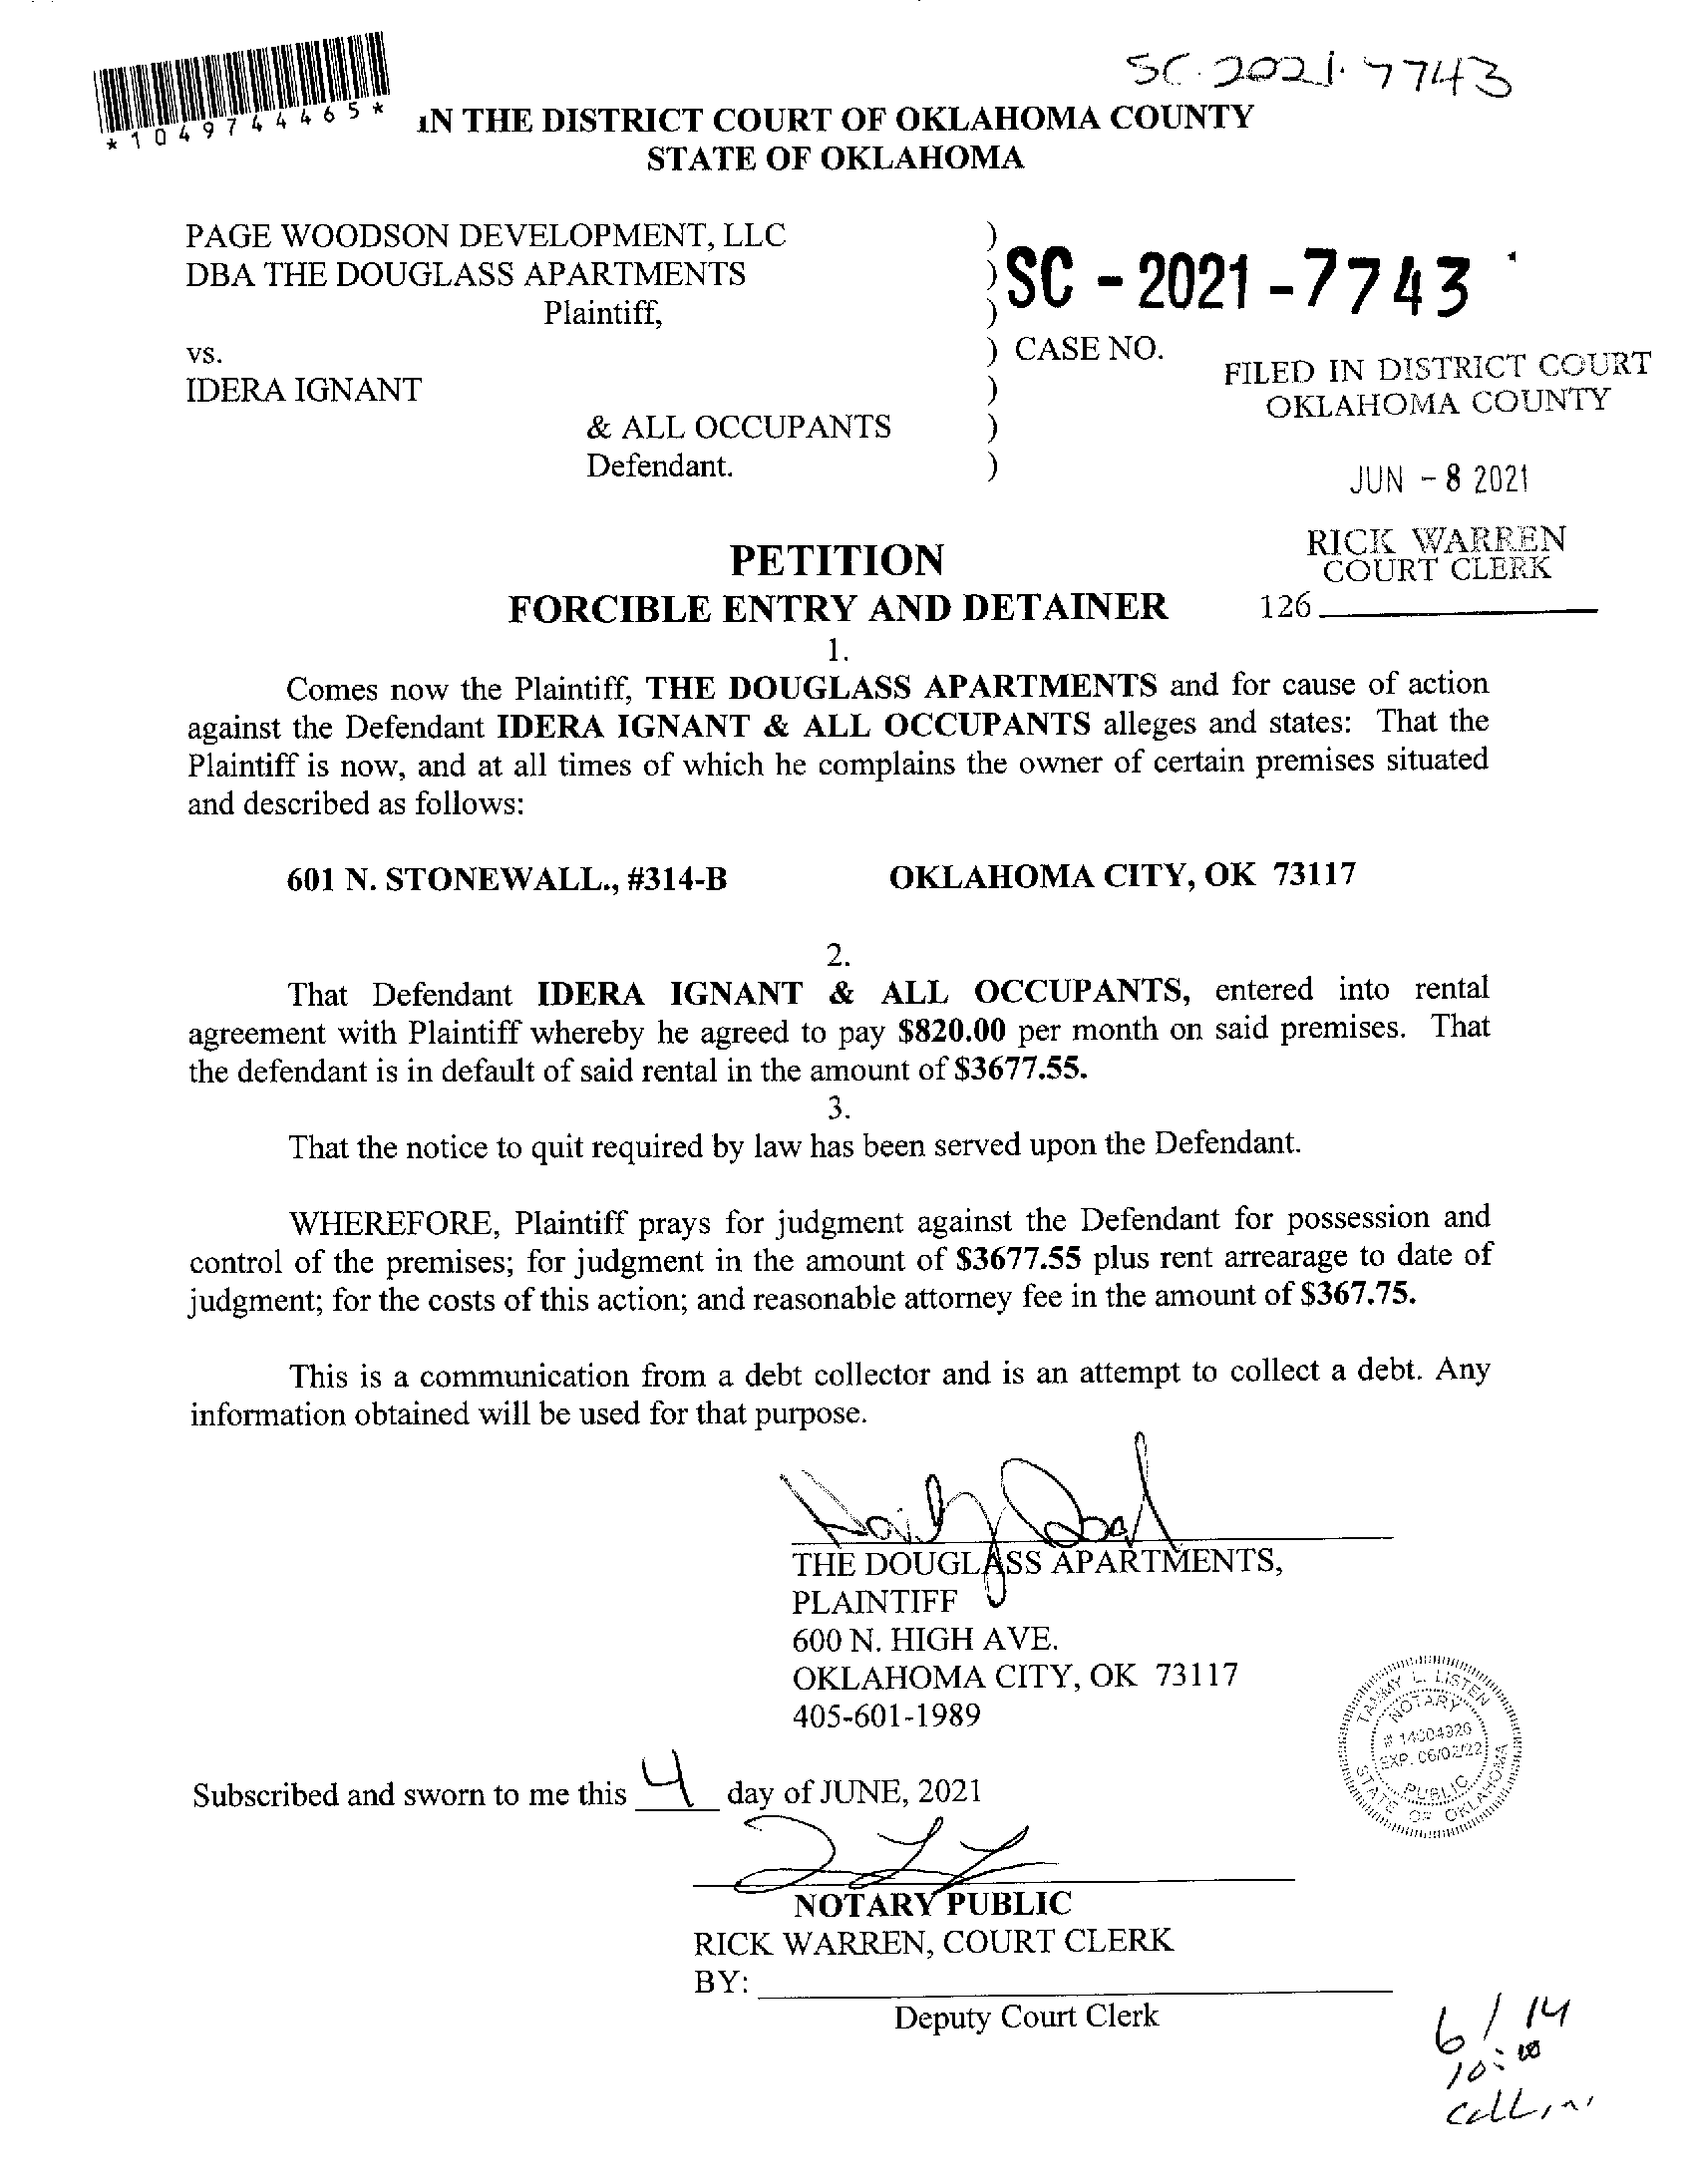 SC-2021-7743
*1049744465*
IN THE DISTRICT COURT OF OKLAHOMA COUNTY
STATE OF OKLAHOMA
PAGE WOODSON DEVELOPMENT, LLC )
DBA THE DOUGLASS APARTMENTS ) SC - 2021 - 7743
Plaintiff, )
vs. ) CASE NO.
FILED IN DISTRICT COURT
OKLAHOMA COUNTY
IDERA IGNANT )
& ALL OCCUPANTS )
Defendant. )
JUN - 8 2021
RICK WARREN
COURT CLERK
126
PETITION
FORCIBLE ENTRY AND DETAINER
1.
Comes now the Plaintiff, THE DOUGLASS APARTMENTS and for cause of action
against the Defendant IDERA IGNANT & ALL OCCUPANTS alleges and states: That the
Plaintiff is now, and at all times of which he complains the owner of certain premises situated
and described as follows:
601 N. STONEWALL., #314-B OKLAHOMA CITY, OK 73117
2.
That Defendant IDERA IGNANT & ALL OCCUPANTS, entered into rental
agreement with Plaintiff whereby he agreed to pay $820.00 per month on said premises. That
the defendant is in default of said rental in the amount of $3677.55.
3.
That the notice to quit required by law has been served upon the Defendant.
WHEREFORE, Plaintiff prays for judgment against the Defendant for possession and
control of the premises; for judgment in the amount of $3677.55 plus rent arrearage to date of
judgment; for the costs of this action; and reasonable attorney fee in the amount of $367.75.
This is a communication from a debt collector and is an attempt to collect a debt. Any
information obtained will be used for that purpose.
THE DOUGLASS APARTMENTS,
PLAINTIFF
600 N. HIGH AVE.
OKLAHOMA CITY, OK 73117
405-601-1989
TAMMY L. LISTEN
NOTARY
# 14004920
EXP. 06/02/22
PUBLIC
STATE OF OKLAHOMA
Subscribed and sworn to me this 4 day of JUNE, 2021
NOTARY PUBLIC
RICK WARREN, COURT CLERK
BY:
Deputy Court Clerk
6/14
10:00